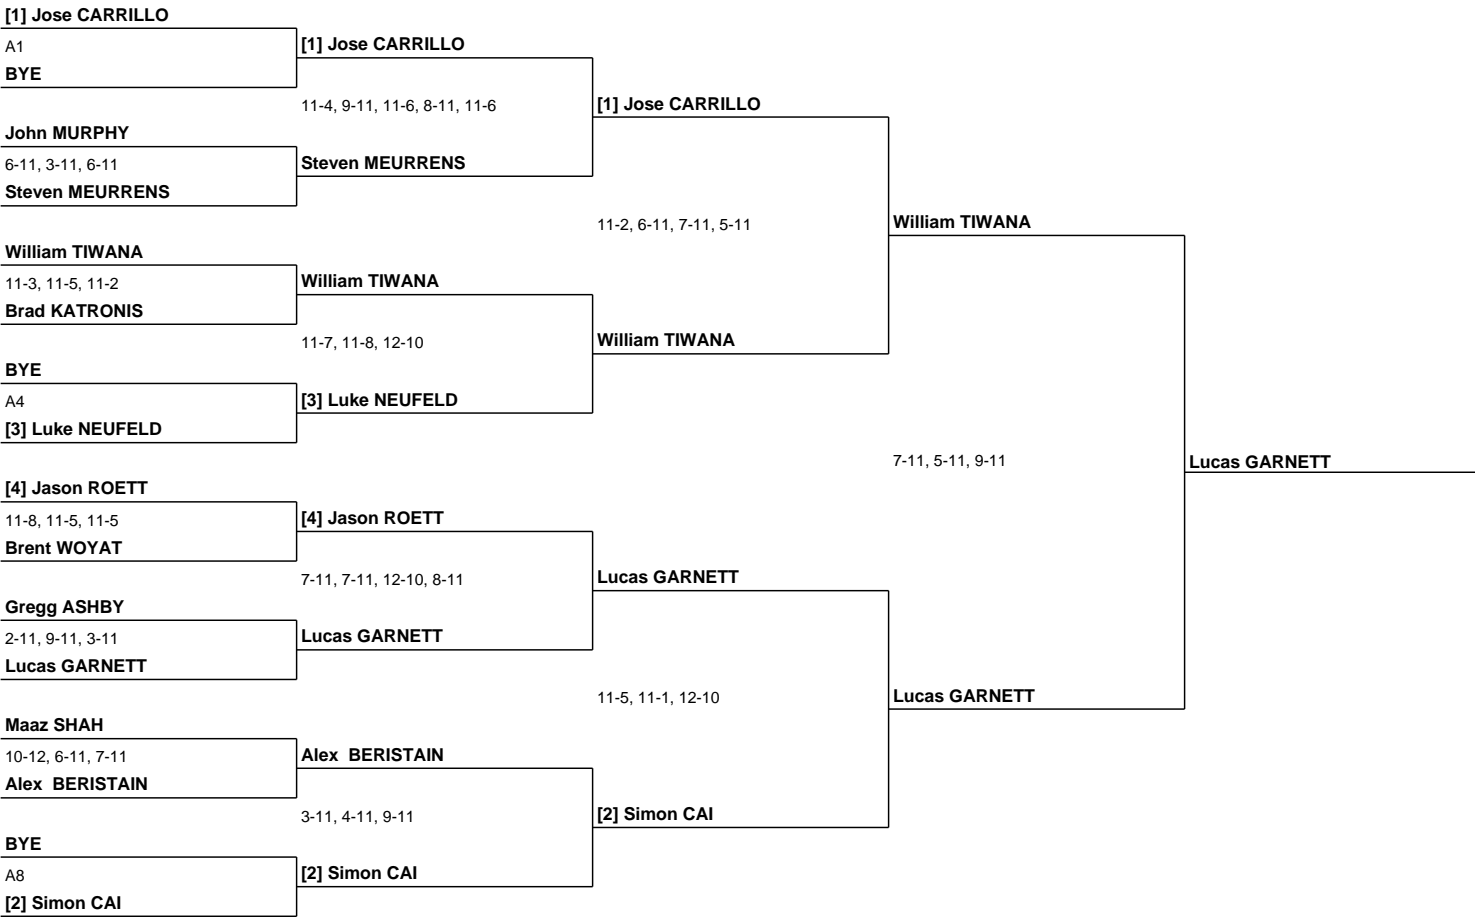 [1] Jose CARRILLO
A1
BYE
John MURPHY
6-11, 3-11, 6-11
Steven MEURRENS
William TIWANA
11-3, 11-5, 11-2
Brad KATRONIS
BYE
A4
[3] Luke NEUFELD
[4] Jason ROETT
11-8, 11-5, 11-5
Brent WOYAT
Gregg ASHBY
2-11, 9-11, 3-11
Lucas GARNETT
Maaz SHAH
10-12, 6-11, 7-11
Alex  BERISTAIN
BYE
A8
[2] Simon CAI
[1] Jose CARRILLO
11-4, 9-11, 11-6, 8-11, 11-6
Steven MEURRENS
William TIWANA
11-7, 11-8, 12-10
[3] Luke NEUFELD
[4] Jason ROETT
7-11, 7-11, 12-10, 8-11
Lucas GARNETT
Alex  BERISTAIN
3-11, 4-11, 9-11
[2] Simon CAI
[1] Jose CARRILLO
11-2, 6-11, 7-11, 5-11
William TIWANA
Lucas GARNETT
11-5, 11-1, 12-10
[2] Simon CAI
William TIWANA
7-11, 5-11, 9-11
Lucas GARNETT
Lucas GARNETT